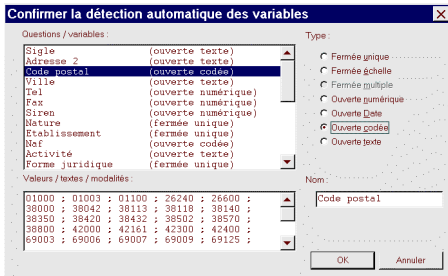 Confirmer la détection automatique des variables
Questions / variables :
Sigle (ouverte texte)
Adresse 2 (ouverte texte)
Code postal (ouverte codée)
Ville (ouverte texte)
Tel (ouverte numérique)
Fax (ouverte numérique)
Siren (ouverte numérique)
Nature (fermée unique)
Etablissement (fermée unique)
Naf (ouverte codée)
Activité (ouverte texte)
Forme juridique (fermée unique)
Type :
Fermée unique
Fermée échelle
Fermée multiple
Ouverte numérique
Ouverte Date
Ouverte codée
Ouverte texte
Valeurs / textes / modalités :
01000 ; 01003 ; 01100 ; 26240 ; 26600 ;
38000 ; 38042 ; 38113 ; 38118 ; 38140 ;
38350 ; 38420 ; 38432 ; 38502 ; 38570 ;
38800 ; 42000 ; 42161 ; 42300 ; 42400 ;
69003 ; 69006 ; 69007 ; 69009 ; 69125 ;
Nom :
Code postal
OK
Annuler